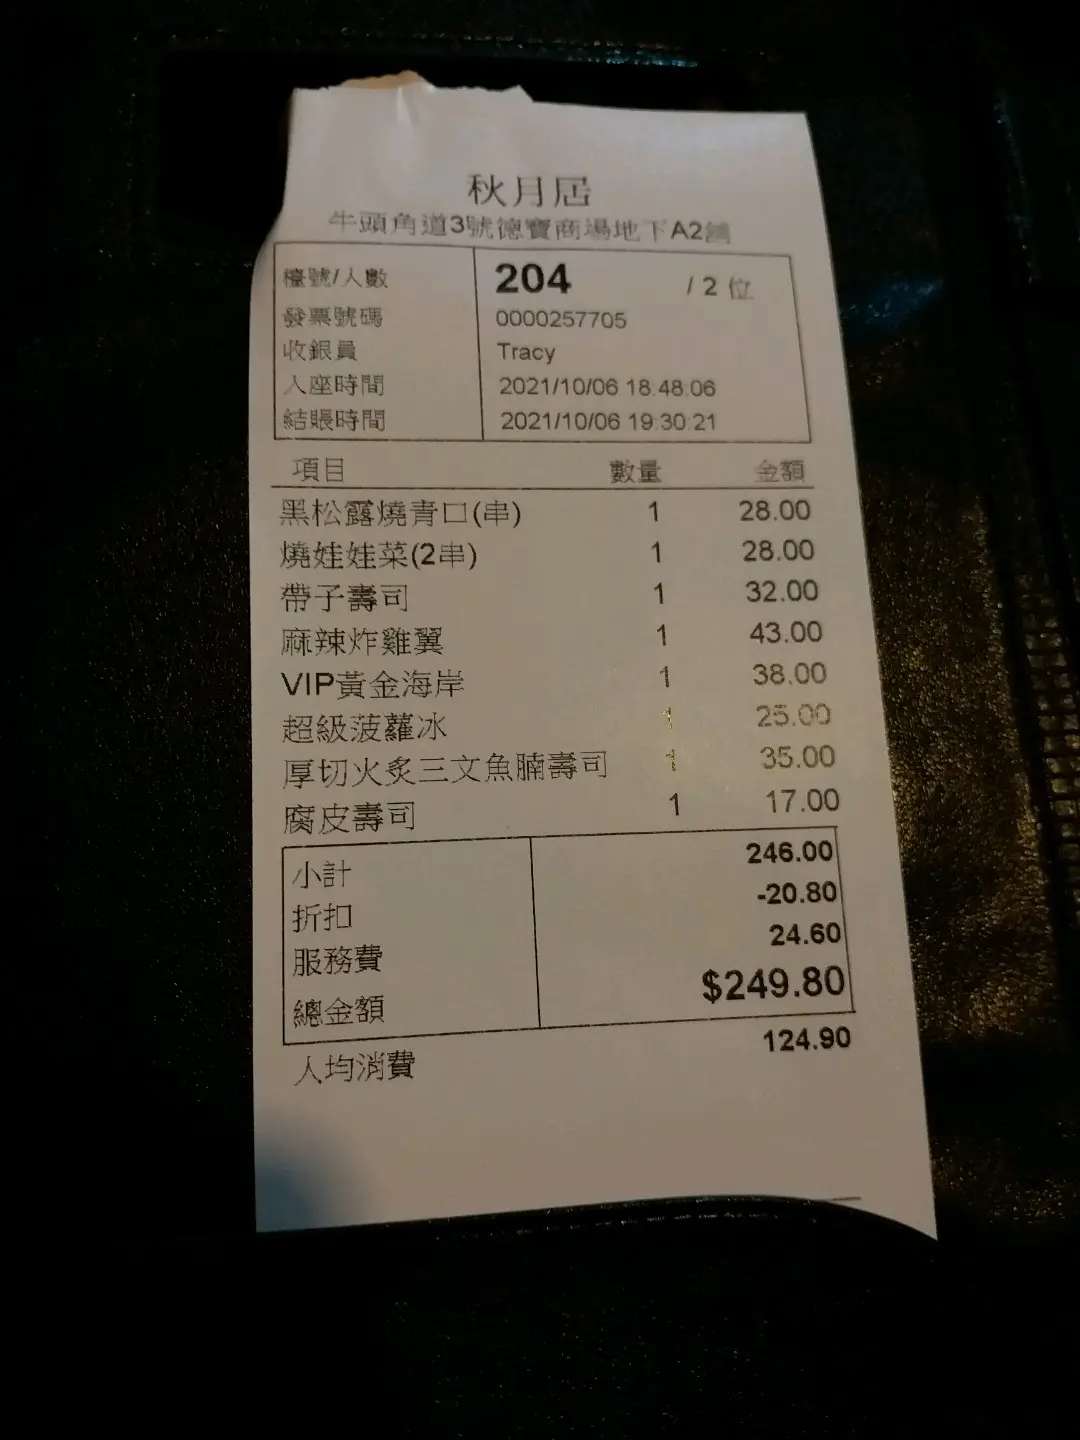 秋月居
牛頭角道3號德寶商場地下A2舖
檯號/人數 204 / 2 位
發票號碼 0000257705
收銀員 Tracy
入座時間 2021/10/06 18:48:06
結賬時間 2021/10/06 19:30:21
項目 數量 金額
黑松露燒青口(串) 1 28.00
燒娃娃菜(2串) 1 28.00
帶子壽司 1 32.00
麻辣炸雞翼 1 43.00
VIP黃金海岸 1 38.00
超級菠蘿冰 1 25.00
厚切火炙三文魚腩壽司 1 35.00
腐皮壽司 1 17.00
小計 246.00
折扣 -20.80
服務費 24.60
總金額 $249.80
人均消費 124.90